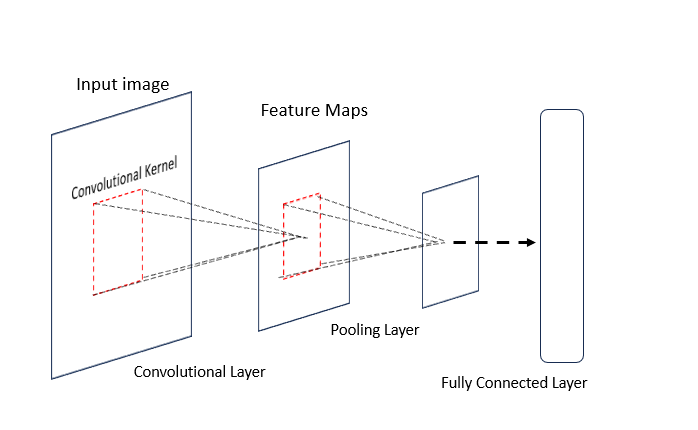 Input image
Feature Maps
Convolutional Kernel
Pooling Layer
Convolutional Layer
Fully Connected Layer